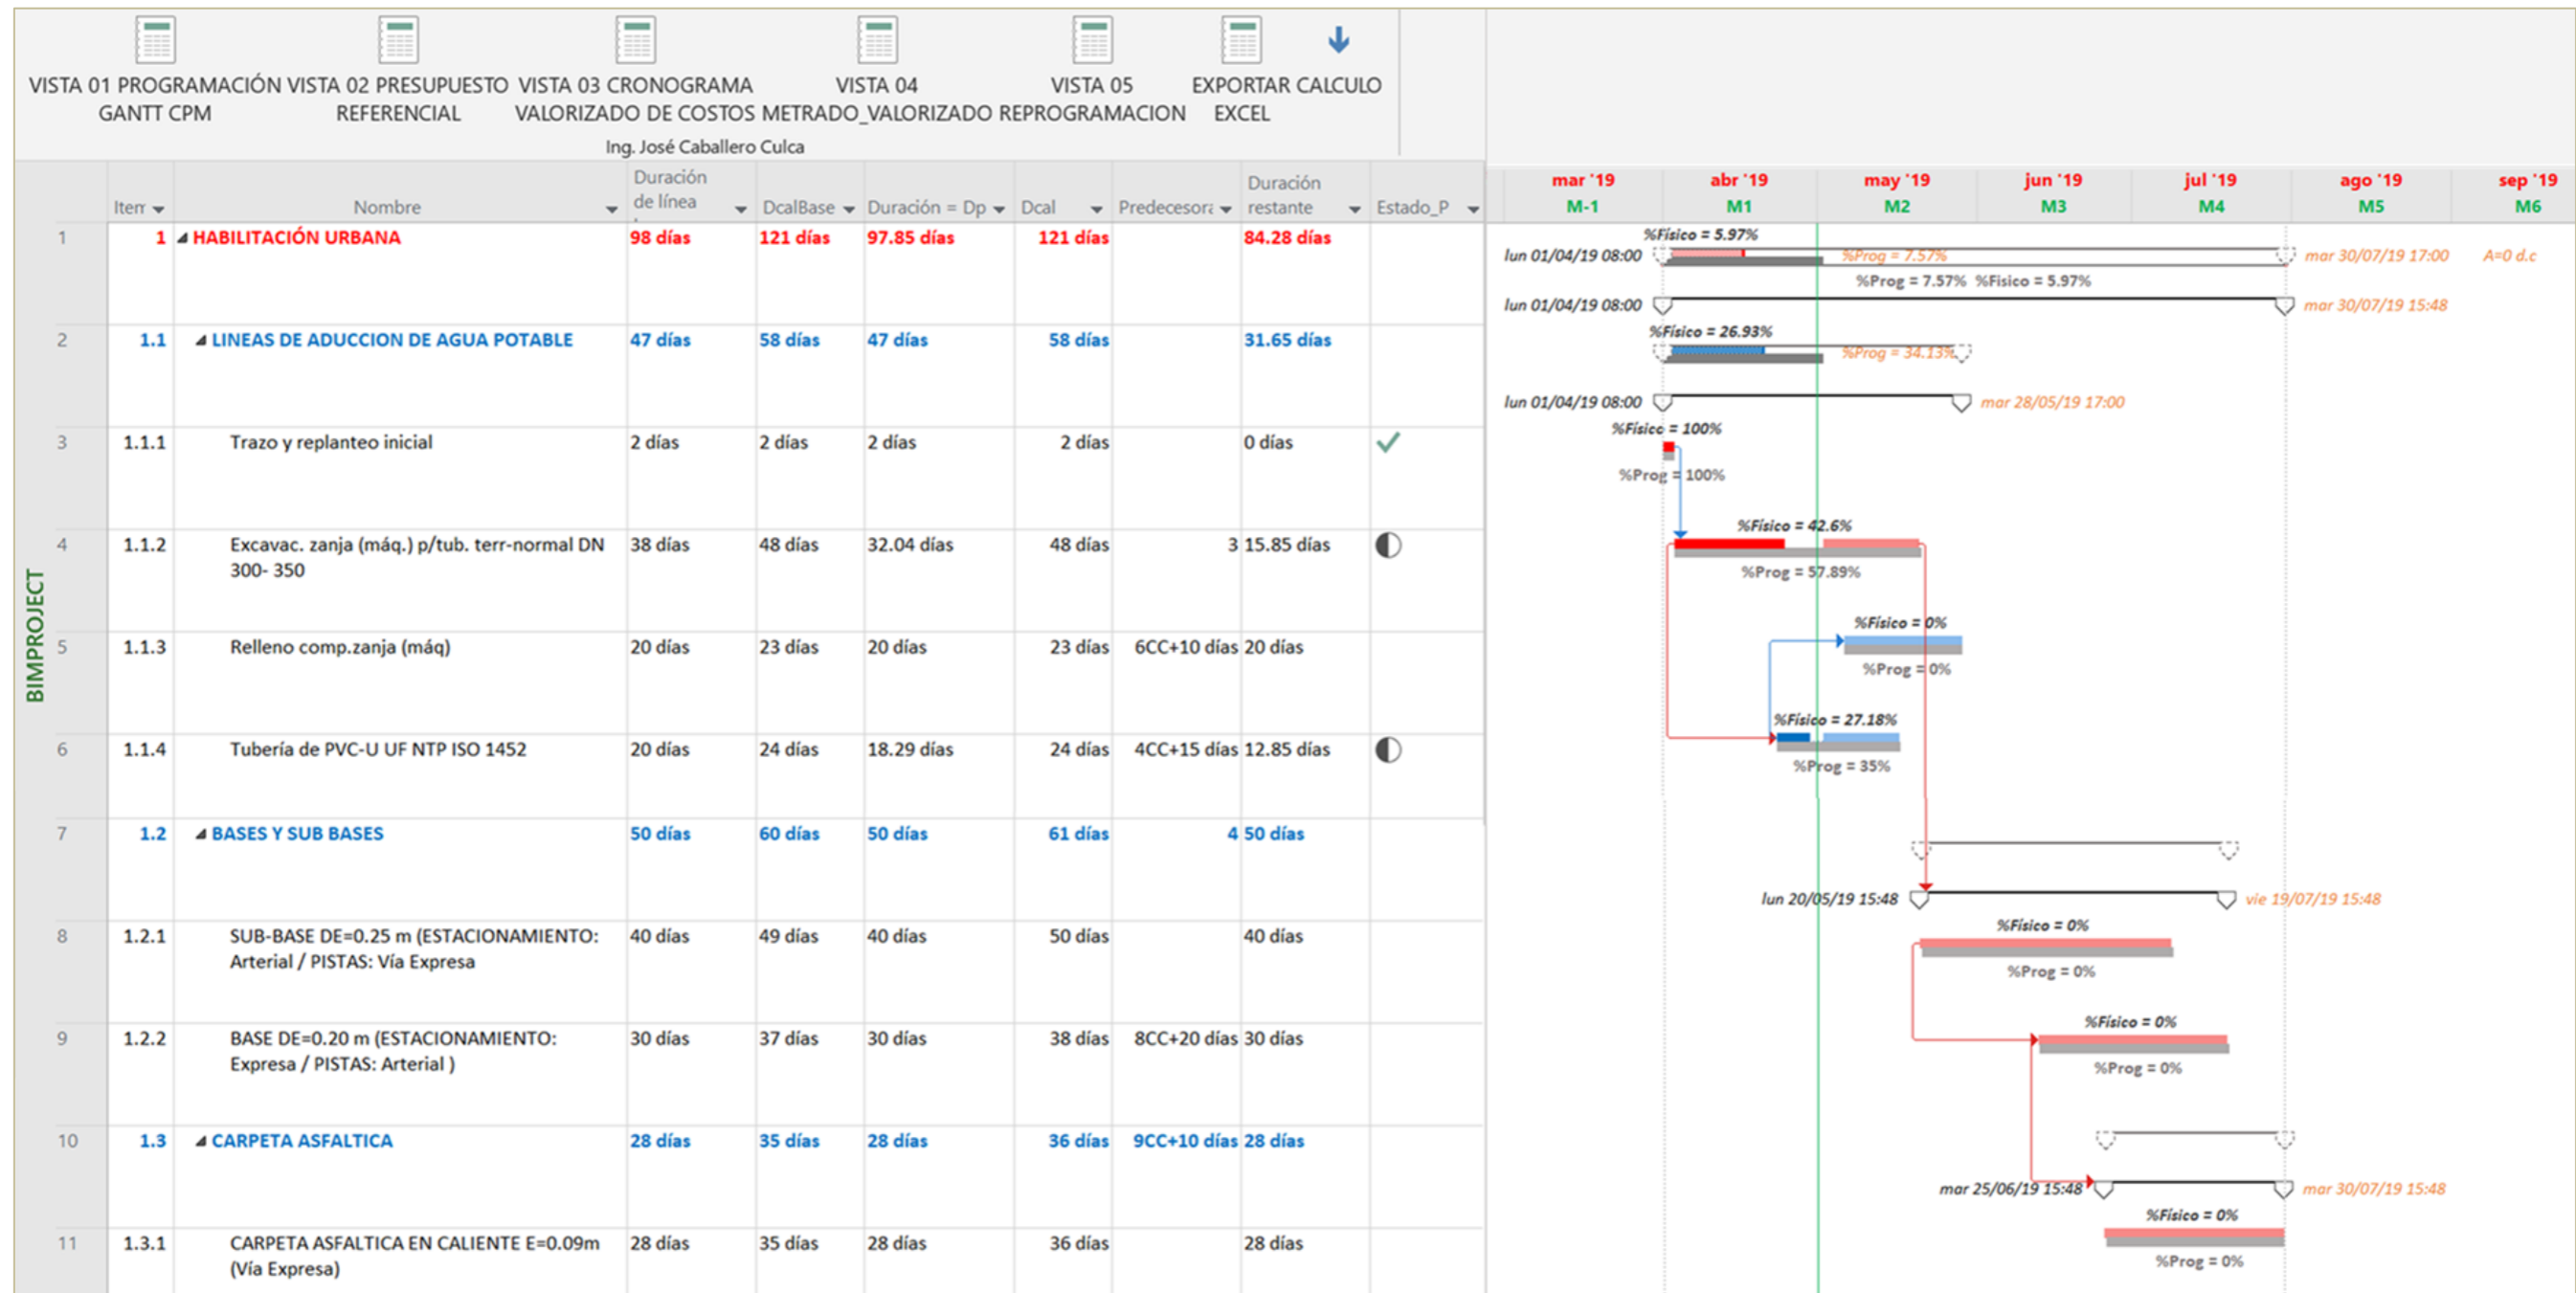 VISTA 01 PROGRAMACIÓN GANTT CPM
VISTA 02 PRESUPUESTO REFERENCIAL
VISTA 03 CRONOGRAMA VALORIZADO DE COSTOS
VISTA 04 METRADO_VALORIZADO
VISTA 05 REPROGRAMACION
EXPORTAR EXCEL
CALCULO
Ing. José Caballero Culca
Item Nombre Duración de línea DcalBase Duración = Dp Dcal Predecesora Duración restante Estado_P
mar '19 abr '19 may '19 jun '19 jul '19 ago '19 sep '19
M-1 M1 M2 M3 M4 M5 M6
BIMPROJECT
1 1 HABILITACIÓN URBANA 98 días 121 días 97.85 días 121 días 84.28 días
%Físico = 5.97%
lun 01/04/19 08:00 %Prog = 7.57% mar 30/07/19 17:00 A=0 d.c
%Prog = 7.57% %Fisico = 5.97%
lun 01/04/19 08:00 mar 30/07/19 15:48
2 1.1 LINEAS DE ADUCCION DE AGUA POTABLE 47 días 58 días 47 días 58 días 31.65 días
%Físico = 26.93%
%Prog = 34.13%
lun 01/04/19 08:00 mar 28/05/19 17:00
3 1.1.1 Trazo y replanteo inicial 2 días 2 días 2 días 2 días 0 días
%Físico = 100%
%Prog = 100%
4 1.1.2 Excavac. zanja (máq.) p/tub. terr-normal DN 38 días 48 días 32.04 días 48 días 3 15.85 días
300- 350
%Físico = 42.6%
%Prog = 57.89%
5 1.1.3 Relleno comp.zanja (máq) 20 días 23 días 20 días 23 días 6CC+10 días 20 días
%Físico = 0%
%Prog = 0%
6 1.1.4 Tubería de PVC-U UF NTP ISO 1452 20 días 24 días 18.29 días 24 días 4CC+15 días 12.85 días
%Físico = 27.18%
%Prog = 35%
7 1.2 BASES Y SUB BASES 50 días 60 días 50 días 61 días 4 50 días
lun 20/05/19 15:48 vie 19/07/19 15:48
8 1.2.1 SUB-BASE DE=0.25 m (ESTACIONAMIENTO: 40 días 49 días 40 días 50 días 40 días
Arterial / PISTAS: Vía Expresa
%Físico = 0%
%Prog = 0%
9 1.2.2 BASE DE=0.20 m (ESTACIONAMIENTO: 30 días 37 días 30 días 38 días 8CC+20 días 30 días
Expresa / PISTAS: Arterial )
%Físico = 0%
%Prog = 0%
10 1.3 CARPETA ASFALTICA 28 días 35 días 28 días 36 días 9CC+10 días 28 días
mar 25/06/19 15:48 mar 30/07/19 15:48
11 1.3.1 CARPETA ASFALTICA EN CALIENTE E=0.09m 28 días 35 días 28 días 36 días 28 días
(Vía Expresa)
%Físico = 0%
%Prog = 0%